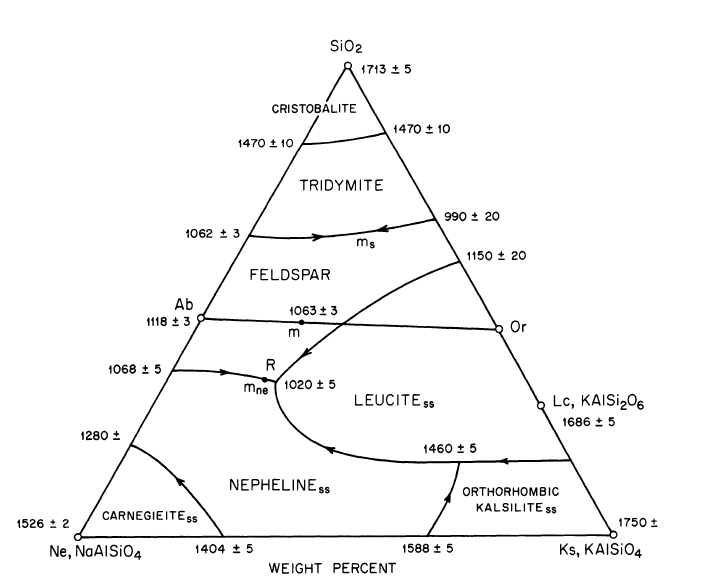 SiO₂
1713 ± 5
CRISTOBALITE
1470 ± 10
1470 ± 10
TRIDYMITE
990 ± 20
1062 ± 3
mₛ
1150 ± 20
FELDSPAR
Ab
1063 ± 3
1118 ± 3
m
Or
R
1068 ± 5
mₙₑ
1020 ± 5
LEUCITEₛₛ
Lc, KAlSi₂O₆
1686 ± 5
1280 ±
1460 ± 5
NEPHELINEₛₛ
ORTHORHOMBIC
KALSILITEₛₛ
CARNEGIEITEₛₛ
1526 ± 2
1750 ±
Ne, NaAlSiO₄
1404 ± 5
1588 ± 5
Ks, KAlSiO₄
WEIGHT PERCENT